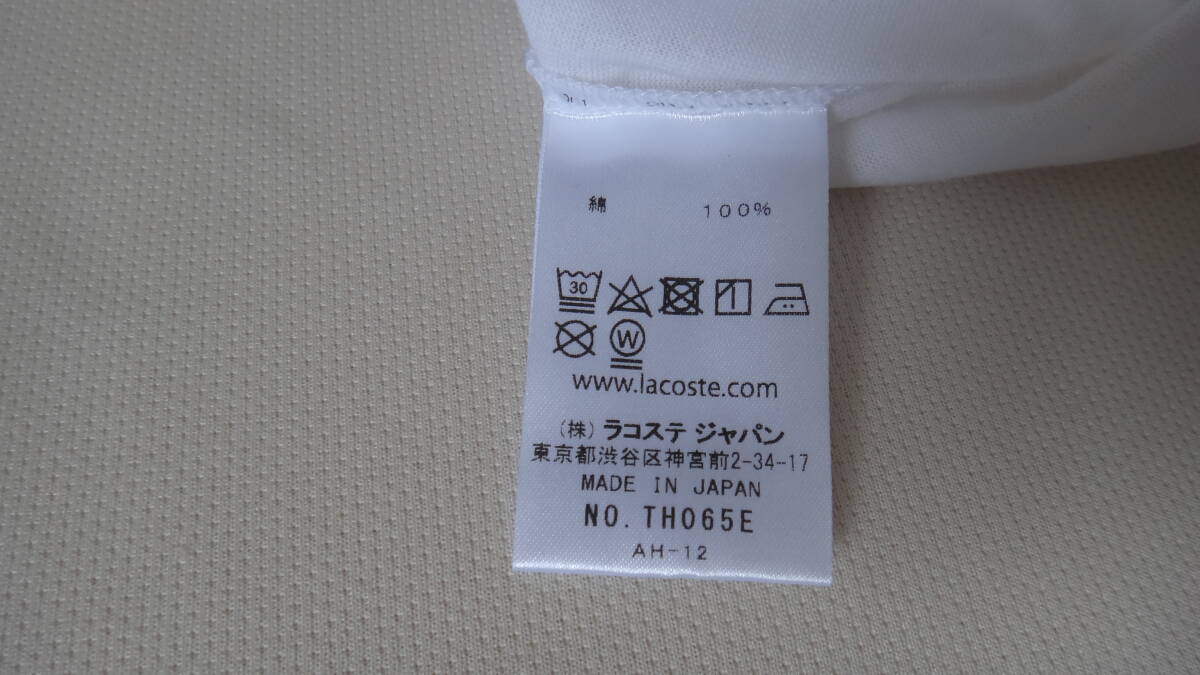 綿 100%
30
W
www.lacoste.com
(株) ラコステ ジャパン
東京都渋谷区神宮前2-34-17
MADE IN JAPAN
NO. TH065E
AH-12